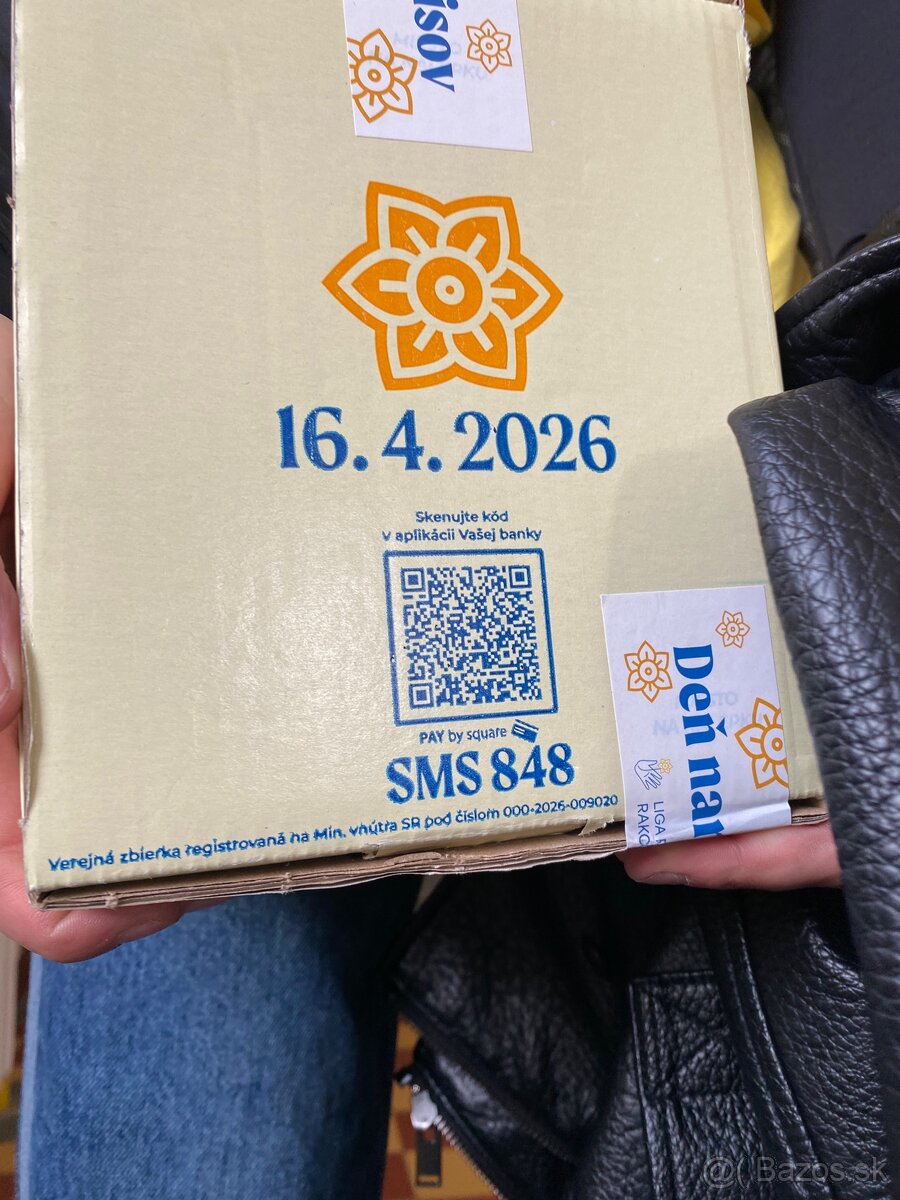 isov
16. 4. 2026
Skenujte kód
v aplikácii Vašej banky
PAY by square
SMS 848
Verejná zbierka registrovaná na Min. vnútra SR pod číslom 000-2026-009020
Deň nar
LIGA
RAKO
@( Bazos.sk